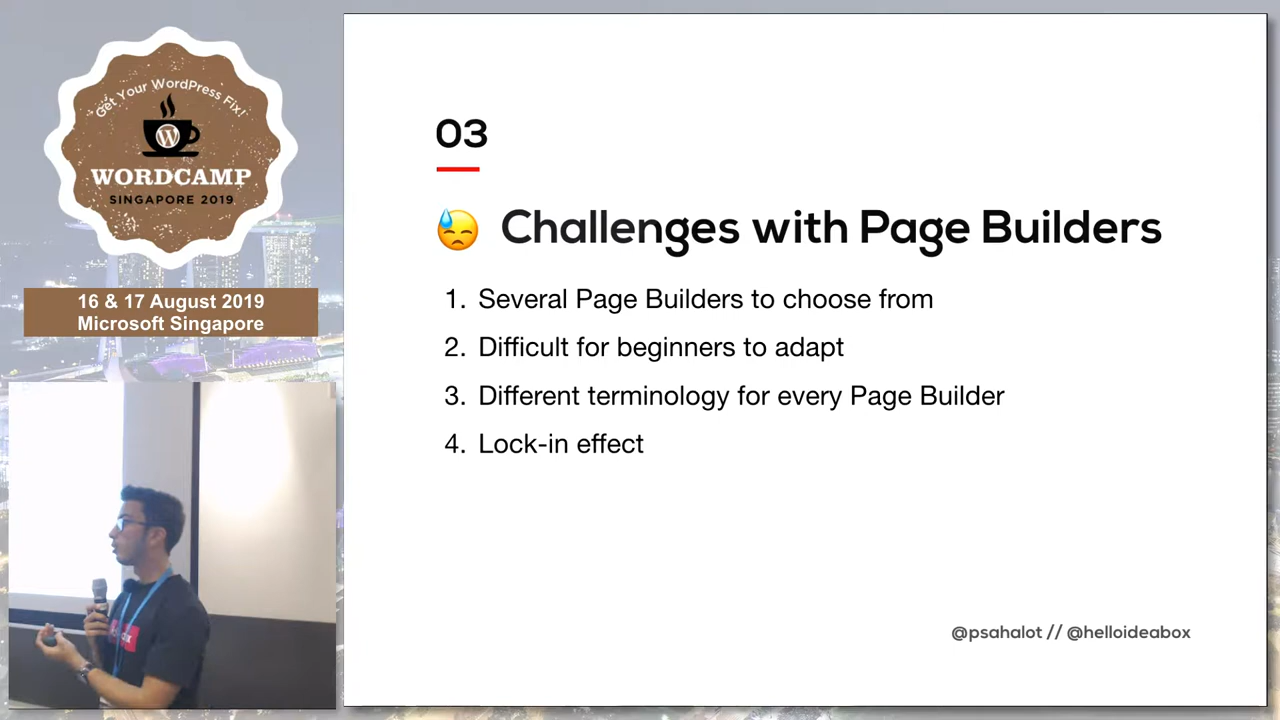 Get Your WordPress Fix!
WORDCAMP
SINGAPORE 2019
16 & 17 August 2019
Microsoft Singapore
03
Challenges with Page Builders
1. Several Page Builders to choose from
2. Difficult for beginners to adapt
3. Different terminology for every Page Builder
4. Lock-in effect
@psahalot // @helloideabox